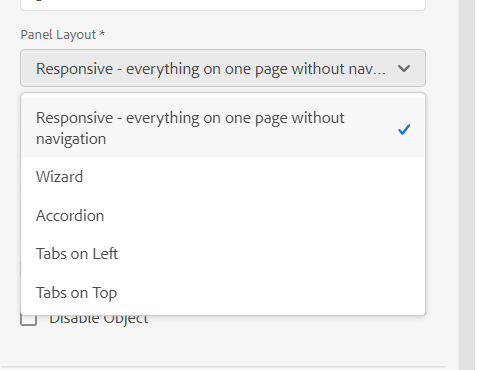 Panel Layout *
Responsive - everything on one page without nav...
Responsive - everything on one page without
navigation
Wizard
Accordion
Tabs on Left
Tabs on Top
Disable Object